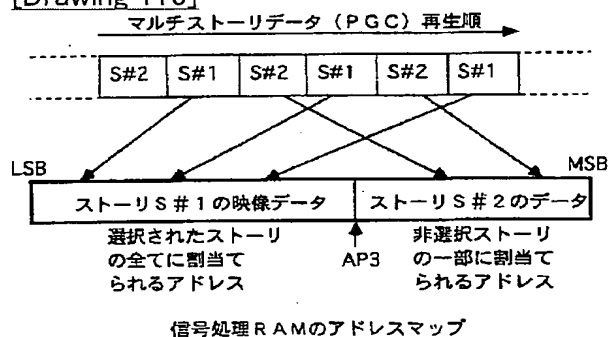 マルチストーリデータ（ＰＧＣ）再生順
S#2 S#1 S#2 S#1 S#2 S#1
LSB MSB
ストーリＳ＃１の映像データ ストーリＳ＃２のデータ
選択されたストーリ
の全てに割当て
られるアドレス
AP3
非選択ストーリ
の一部に割当て
られるアドレス
信号処理ＲＡＭのアドレスマップ